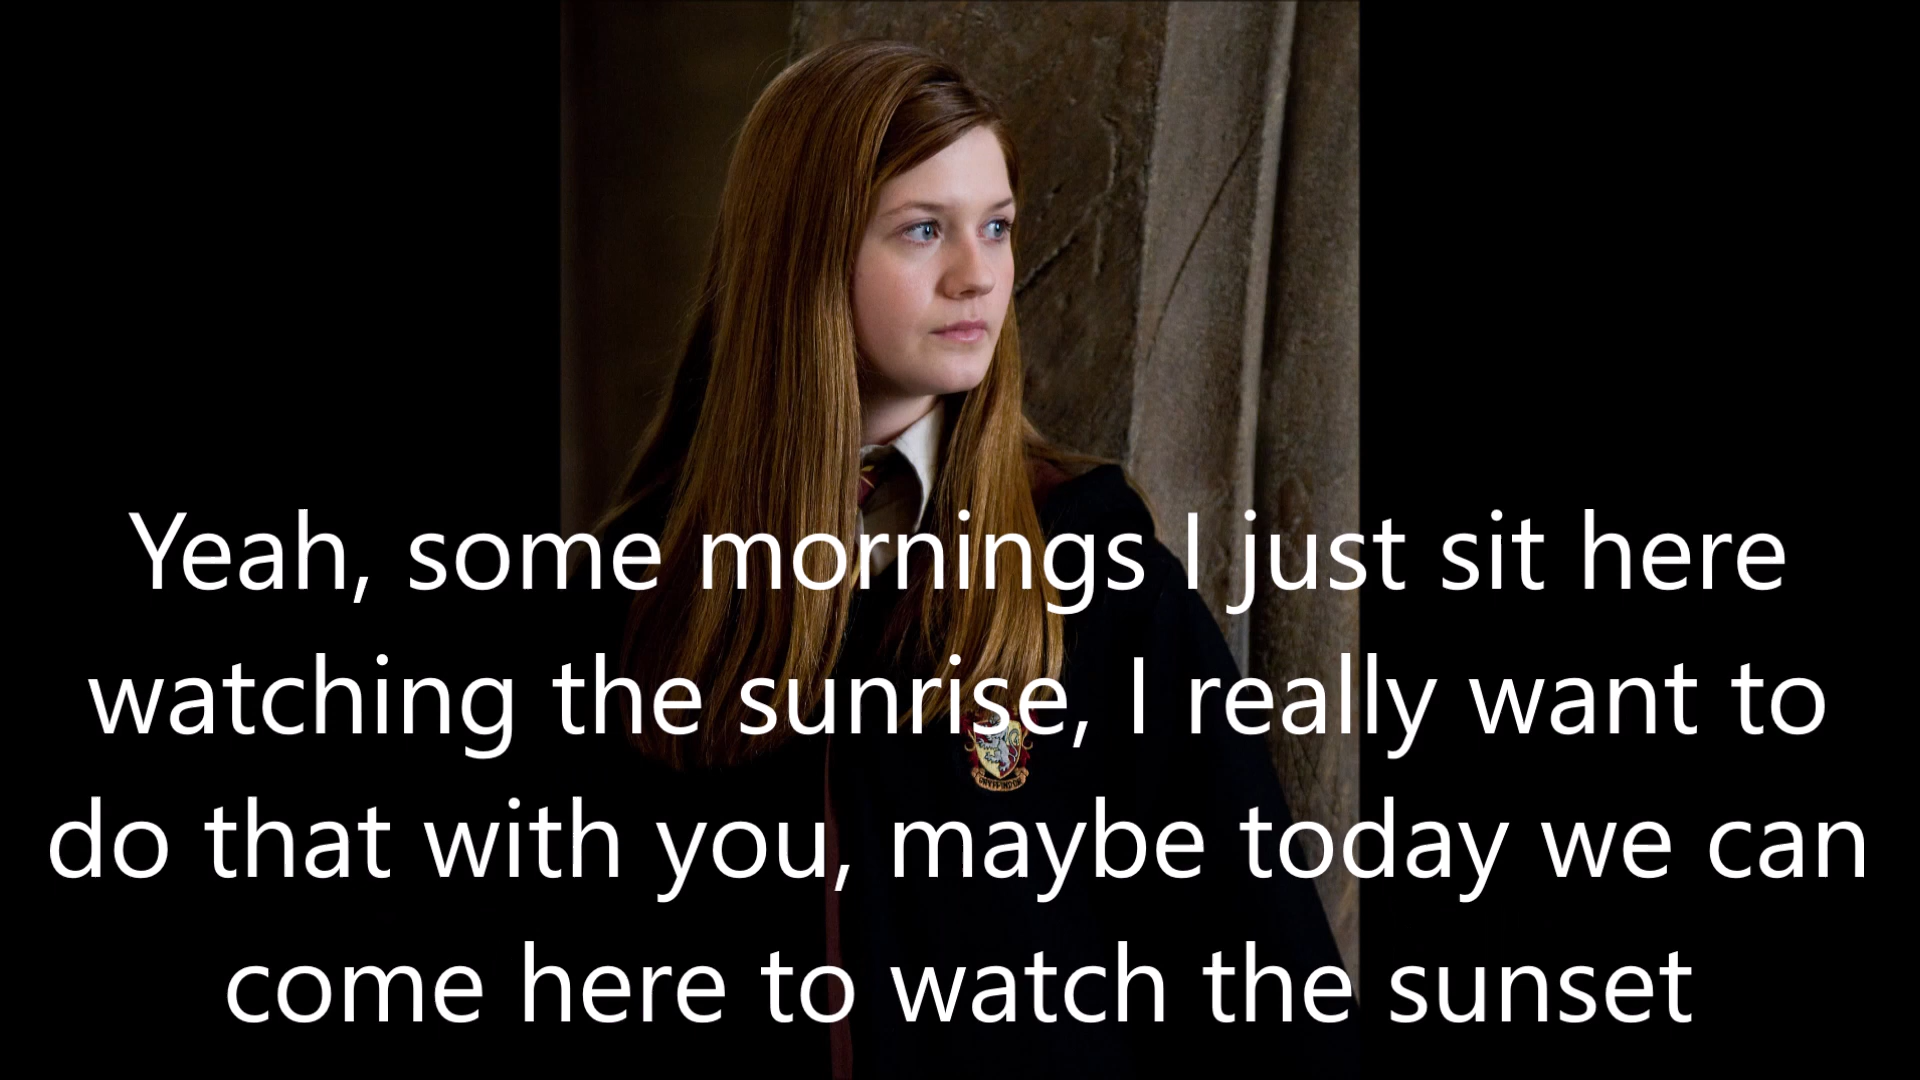 Yeah, some mornings I just sit here
watching the sunrise, I really want to
do that with you, maybe today we can
come here to watch the sunset
GRYFFINDOR